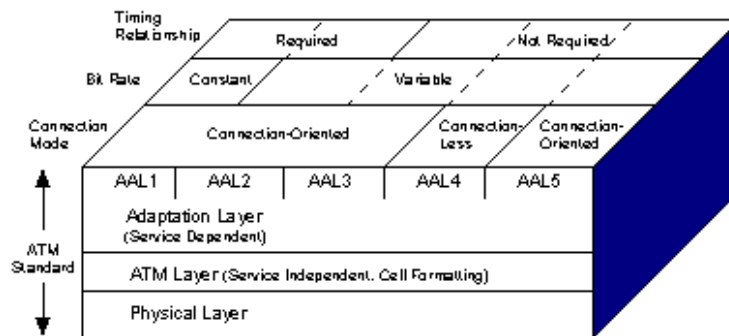 Timing
Relationship
Required
Not Required
Bit Rate
Constant
Variable
Connection
Mode
Connection-Oriented
Connection-
Less
Connection-
Oriented
AAL1
AAL2
AAL3
AAL4
AAL5
Adaptation Layer
(Service Dependent)
ATM
Standard
ATM Layer (Service Independent. Cell Formatting)
Physical Layer